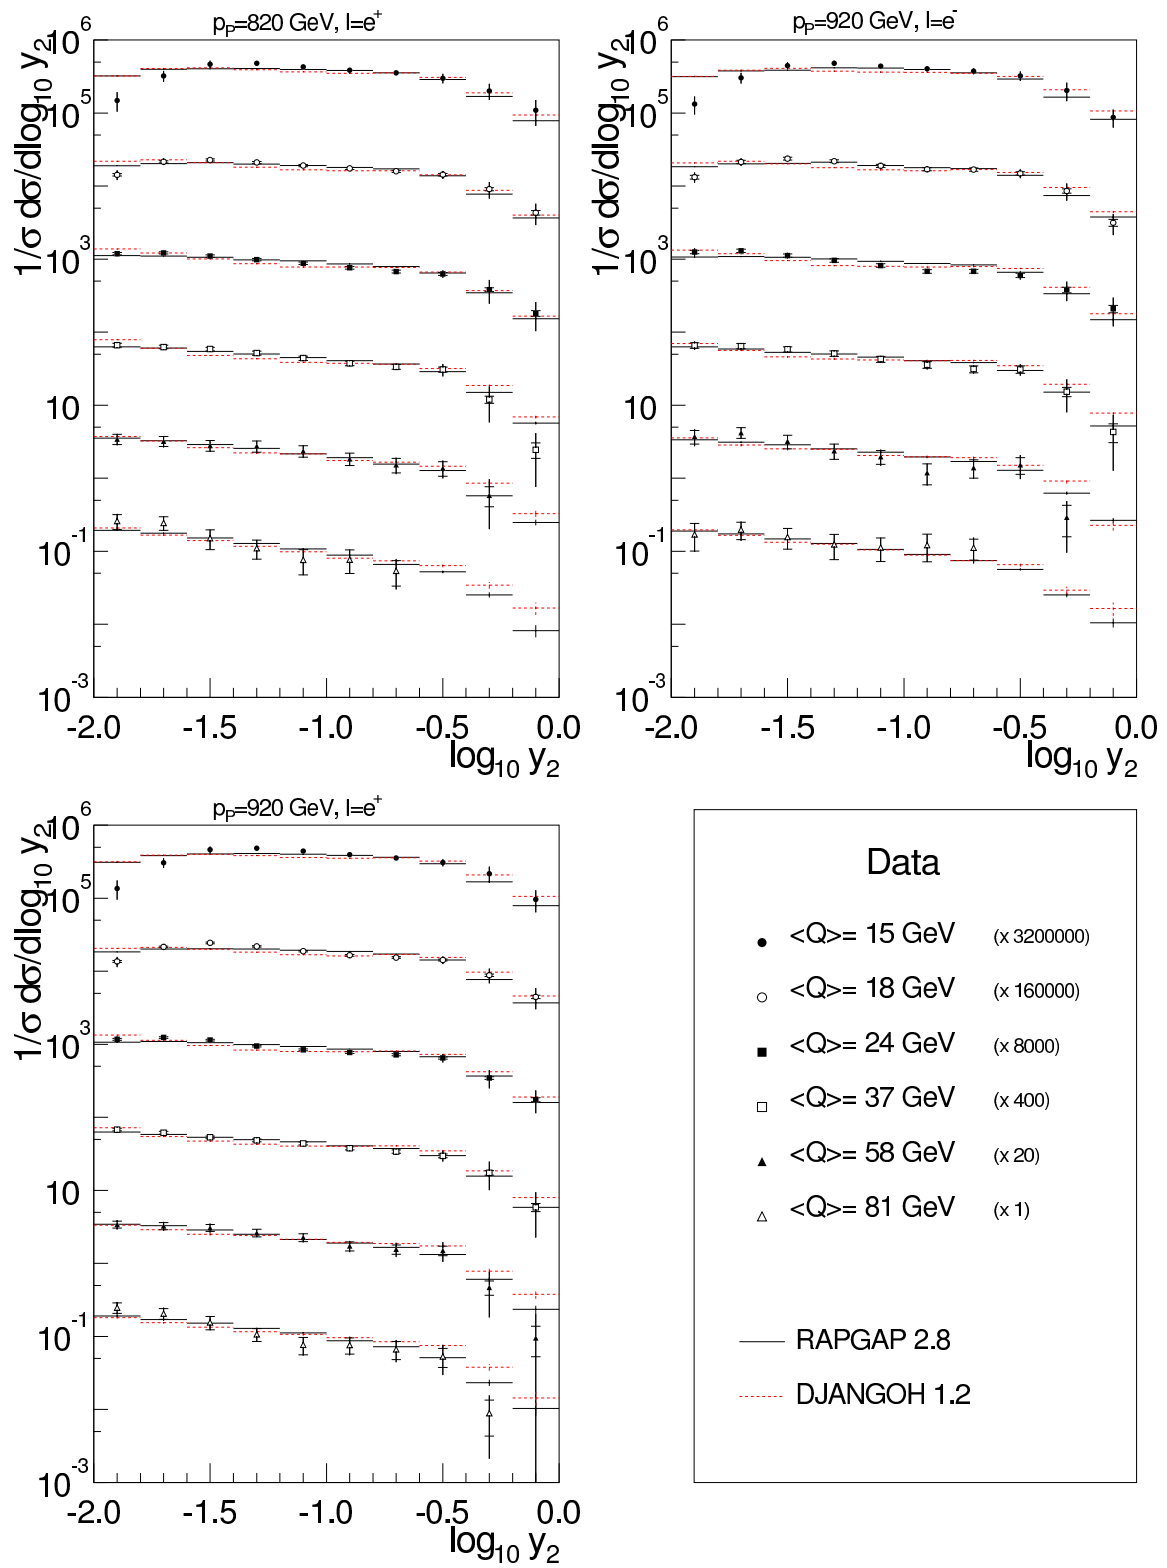 p_P=820 GeV, l=e^+
1/σ dσ/dlog_10 y_2
10^6
10^5
10^3
10
10^-1
10^-3
-2.0 -1.5 -1.0 -0.5 0.0
log_10 y_2
p_P=920 GeV, l=e^-
1/σ dσ/dlog_10 y_2
10^6
10^5
10^3
10
10^-1
10^-3
-2.0 -1.5 -1.0 -0.5 0.0
log_10 y_2
p_P=920 GeV, l=e^+
1/σ dσ/dlog_10 y_2
10^6
10^5
10^3
10
10^-1
10^-3
-2.0 -1.5 -1.0 -0.5 0.0
log_10 y_2
Data
<Q>= 15 GeV (x 3200000)
<Q>= 18 GeV (x 160000)
<Q>= 24 GeV (x 8000)
<Q>= 37 GeV (x 400)
<Q>= 58 GeV (x 20)
<Q>= 81 GeV (x 1)
RAPGAP 2.8
DJANGOH 1.2